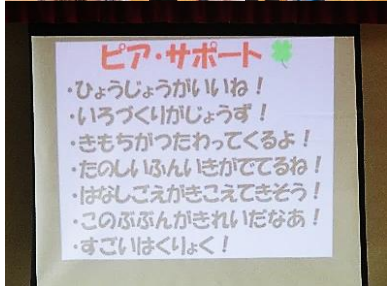 ピア・サポート
・ひょうじょうがいいね！
・いろづくりがじょうず！
・きもちがつたわってくるよ！
・たのしいふんいきがでてるね！
・はなしごえがきこえてきそう！
・このぶぶんがきれいだなあ！
・すごいはくりょく！